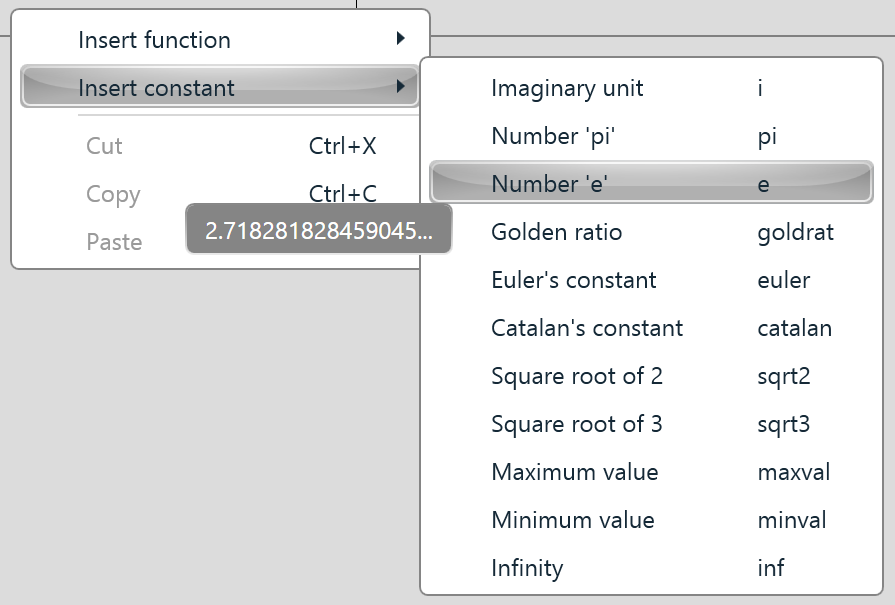 Insert function
Insert constant
Cut Ctrl+X
Copy Ctrl+C
Paste
2.718281828459045...
Imaginary unit i
Number 'pi' pi
Number 'e' e
Golden ratio goldrat
Euler's constant euler
Catalan's constant catalan
Square root of 2 sqrt2
Square root of 3 sqrt3
Maximum value maxval
Minimum value minval
Infinity inf